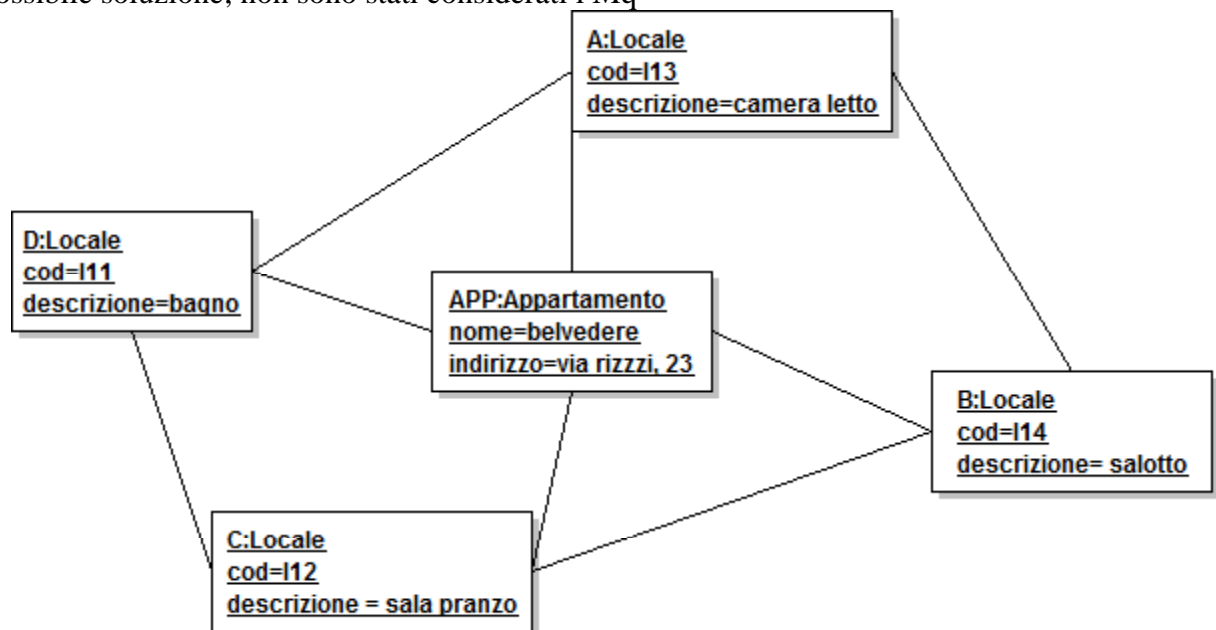 ossibile soluzione, non sono stati considerati i Mq
A:Locale
cod=l13
descrizione=camera letto
D:Locale
cod=l11
descrizione=bagno
APP:Appartamento
nome=belvedere
indirizzo=via rizzzi, 23
B:Locale
cod=l14
descrizione= salotto
C:Locale
cod=l12
descrizione = sala pranzo